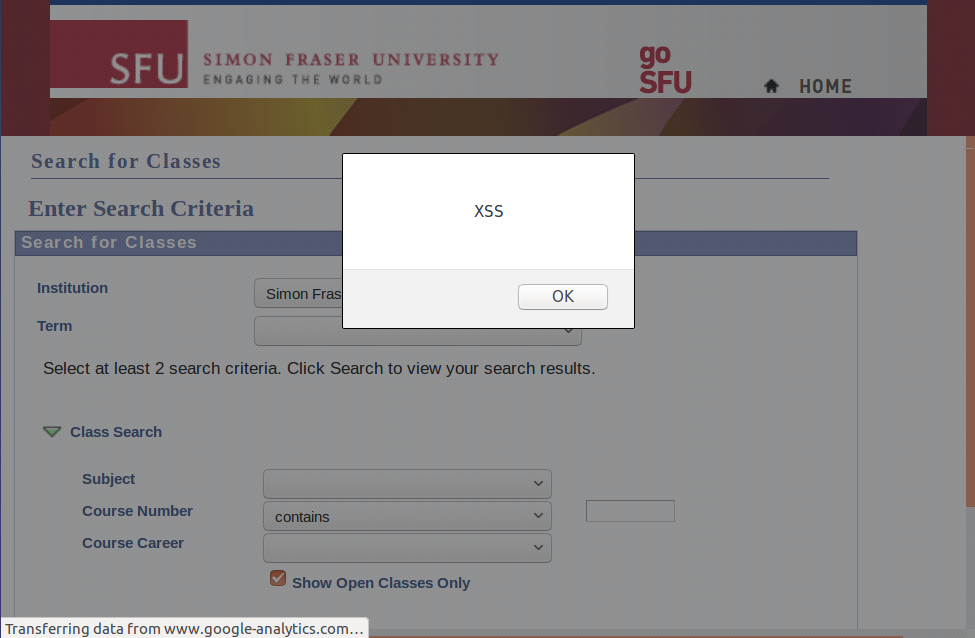 SFU
SIMON FRASER UNIVERSITY
ENGAGING THE WORLD
go
SFU
HOME
Search for Classes
Enter Search Criteria
Search for Classes
XSS
OK
Institution
Simon Fras
Term
Select at least 2 search criteria. Click Search to view your search results.
Class Search
Subject
Course Number
contains
Course Career
Show Open Classes Only
Transferring data from www.google-analytics.com…